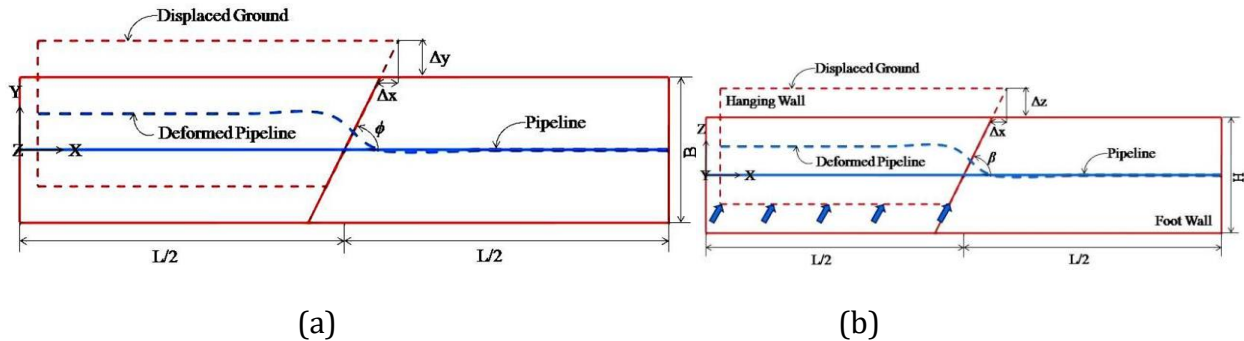 Displaced Ground
Δy
Y
Δx
ϕ
Pipeline
Deformed Pipeline
Z
X
B
L/2
L/2
(a)
Displaced Ground
Hanging Wall
Δz
Δx
Z
β
Pipeline
Deformed Pipeline
Y
X
H
Foot Wall
L/2
L/2
(b)